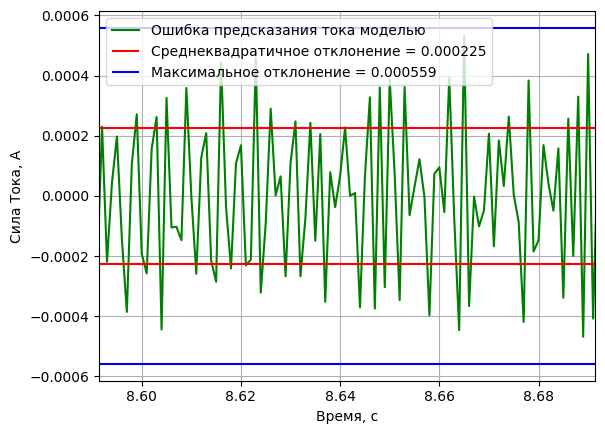 Ошибка предсказания тока моделью
Среднеквадратичное отклонение = 0.000225
Максимальное отклонение = 0.000559
Сила Тока, А
0.0006
0.0004
0.0002
0.0000
−0.0002
−0.0004
−0.0006
8.60 8.62 8.64 8.66 8.68
Время, с